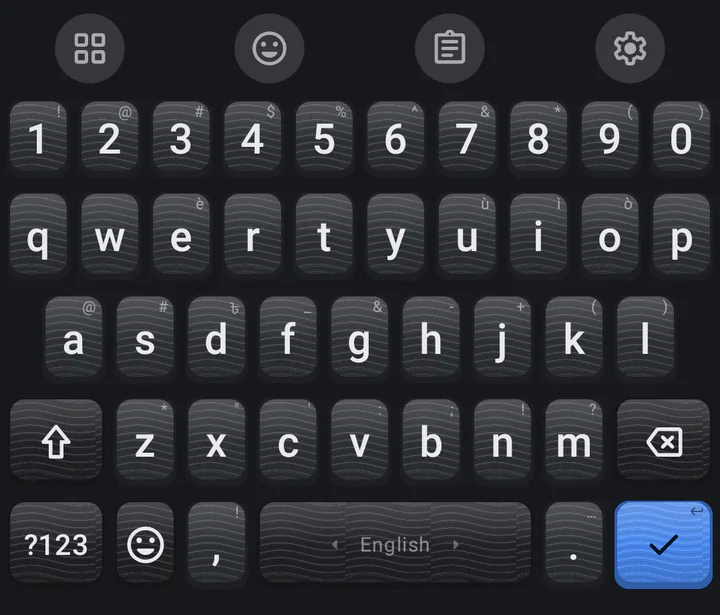 ! @ # $ % ^ & * ( )
1 2 3 4 5 6 7 8 9 0
è ù ì ò
q w e r t y u i o p
@ # _ & - + ( )
a s d f g h j k l
* " ' : ; ! ?
z x c v b n m
! ...
?123 , English .